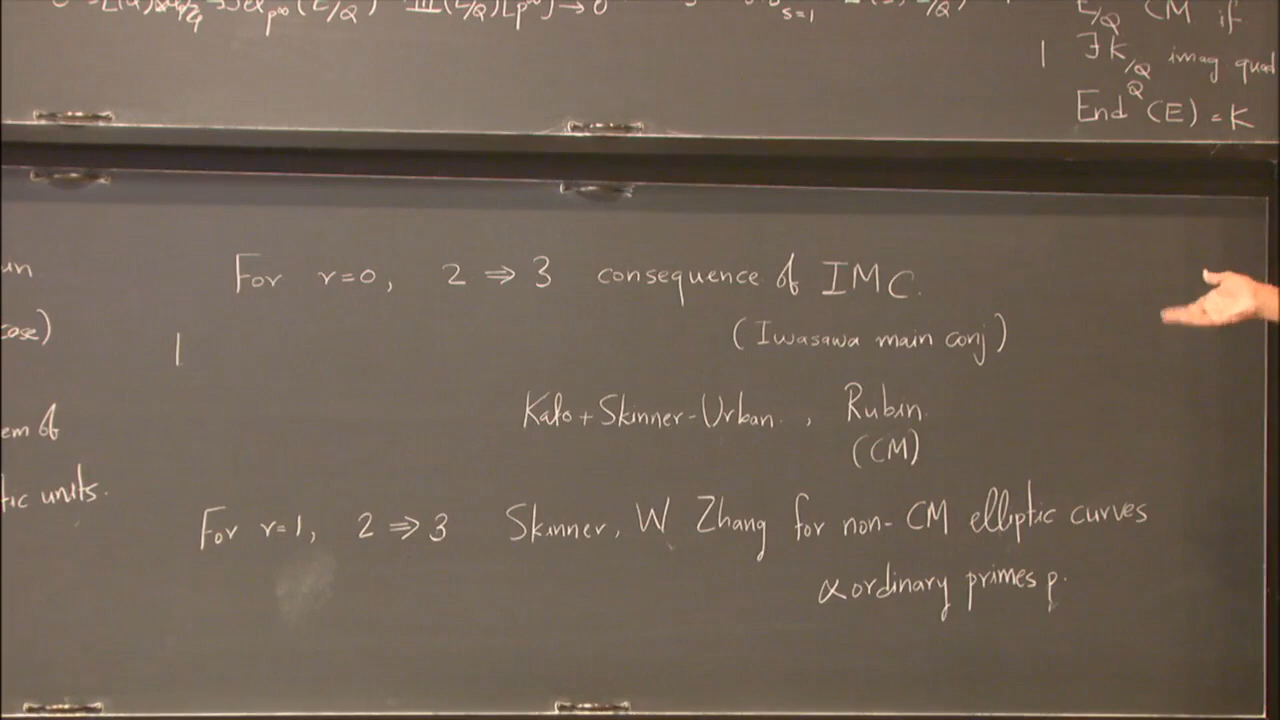 E/Q CM if
∃ K/Q imag quad
End^Q (E) = K
s=1
For r=0, 2 ⇒ 3 consequence of IMC.
(Iwasawa main conj)
Kato + Skinner-Urban., Rubin.
(CM)
tic units.
For r=1, 2 ⇒ 3 Skinner, W Zhang for non-CM elliptic curves
& ordinary primes p.